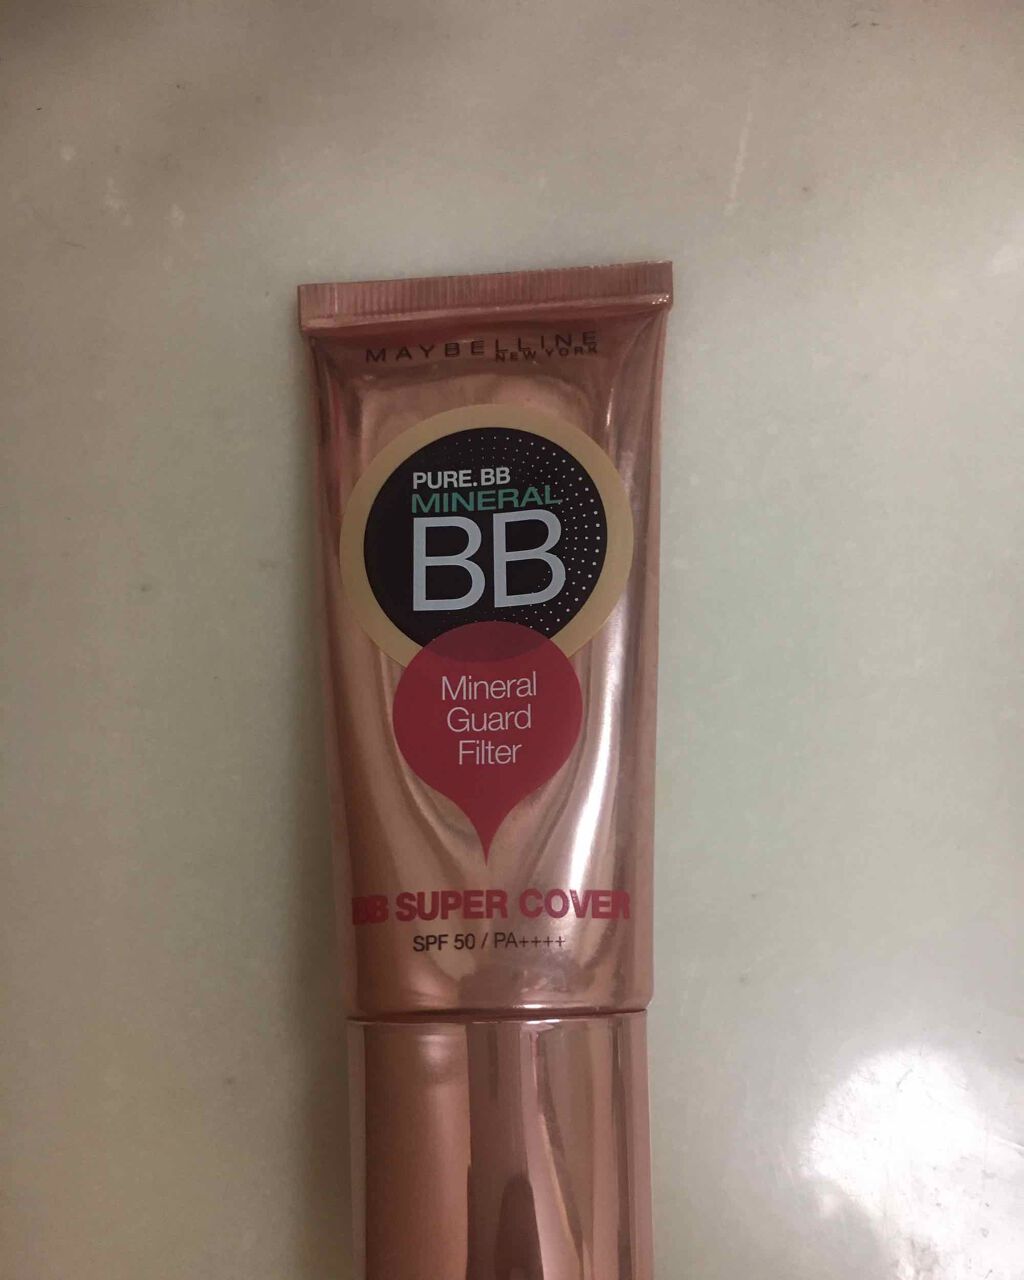 MAYBELLINE
NEW YORK
PURE.BB
MINERAL
BB
Mineral
Guard
Filter
BB SUPER COVER
SPF 50 / PA++++